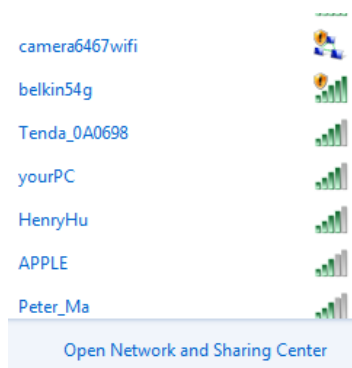 camera6467wifi
belkin54g
Tenda_0A0698
yourPC
HenryHu
APPLE
Peter_Ma
Open Network and Sharing Center